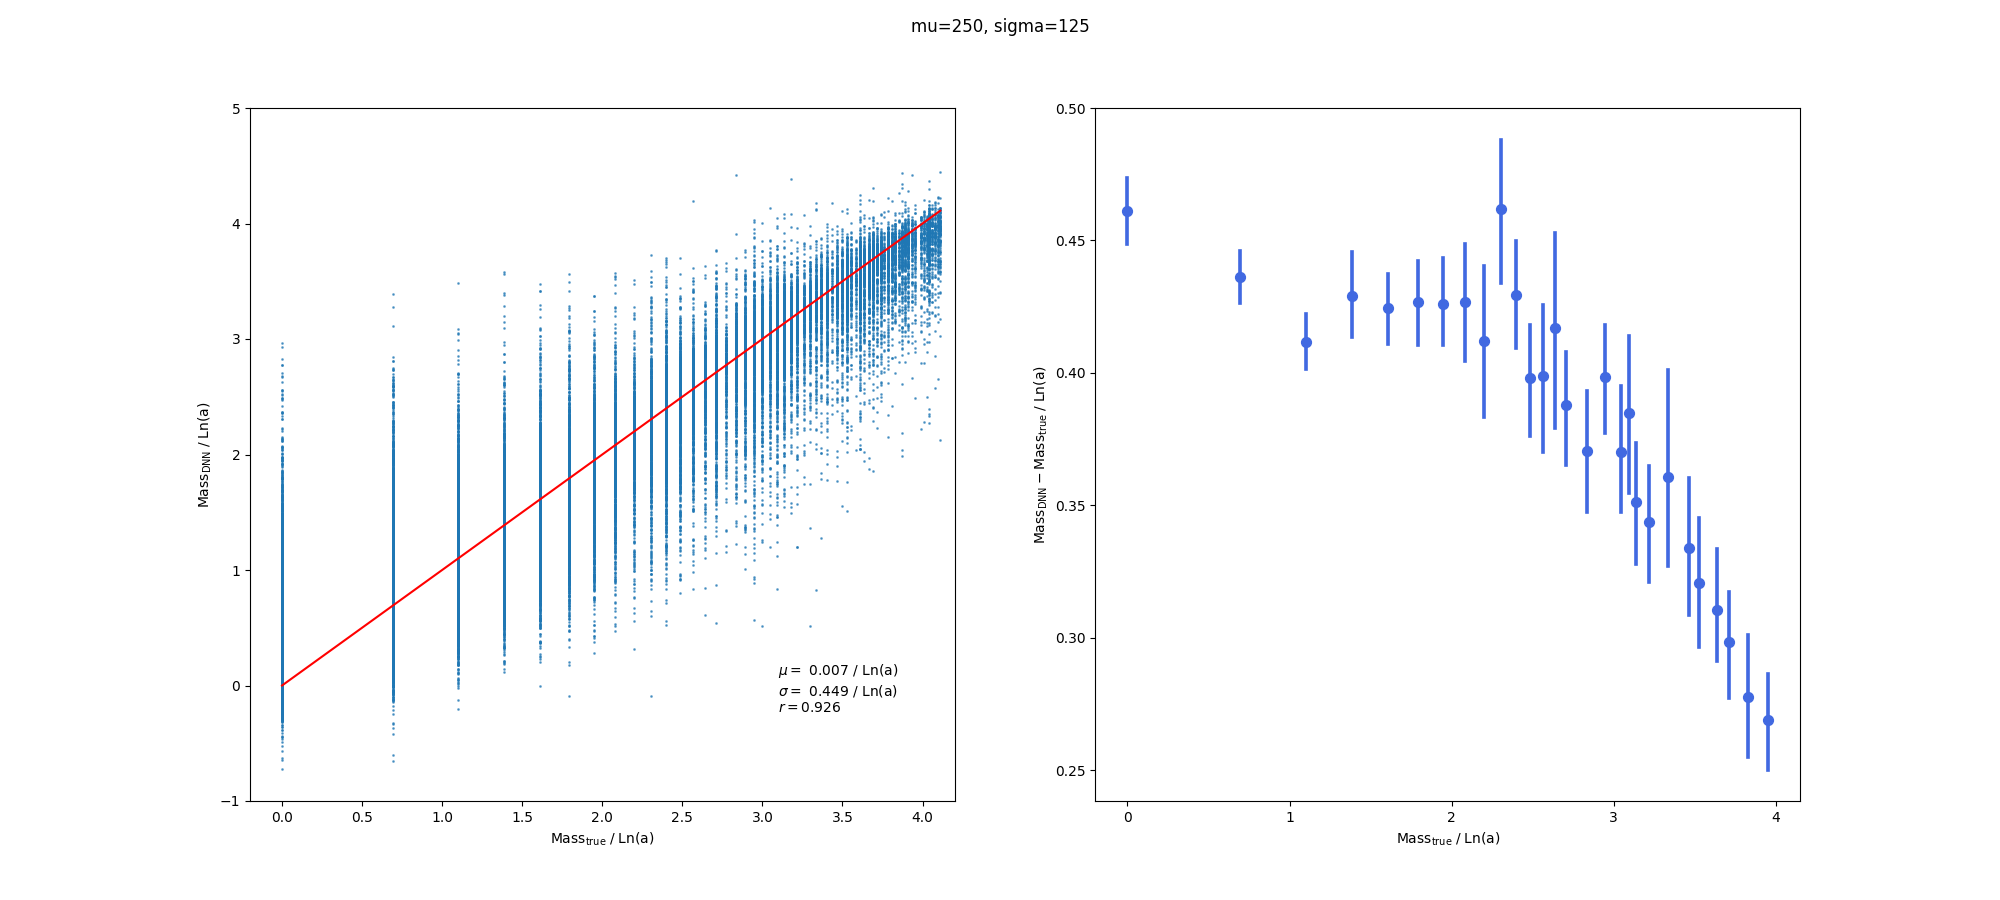 mu=250, sigma=125
5
4
3
2
1
0
−1
Mass_DNN / Ln(a)
μ = 0.007 / Ln(a)
σ = 0.449 / Ln(a)
r = 0.926
0.0 0.5 1.0 1.5 2.0 2.5 3.0 3.5 4.0
Mass_true / Ln(a)
0.50
0.45
0.40
0.35
0.30
0.25
Mass_DNN − Mass_true / Ln(a)
0 1 2 3 4
Mass_true / Ln(a)